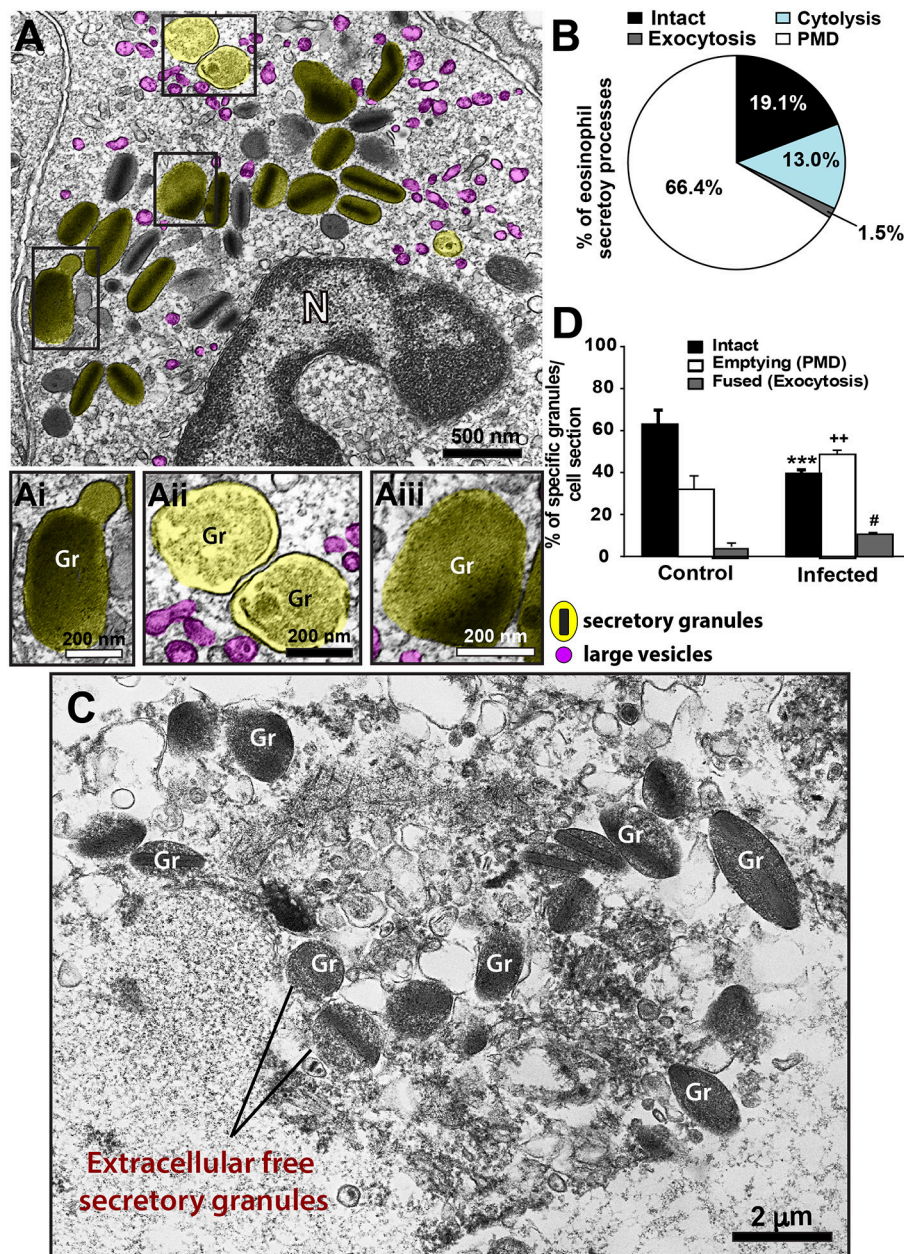 A
N
500 nm
Ai
Gr
200 nm
Aii
Gr
Gr
200 nm
Aiii
Gr
200 nm
B
Intact
Cytolysis
Exocytosis
PMD
% of eosinophil
secretoy processes
19.1%
13.0%
66.4%
1.5%
D
Intact
Emptying (PMD)
Fused (Exocytosis)
% of specific granules/
cell section
100
80
60
40
20
0
***
++
#
Control
Infected
secretory granules
large vesicles
C
Gr
Gr
Gr
Gr
Gr
Gr
Gr
Extracellular free
secretory granules
2 µm